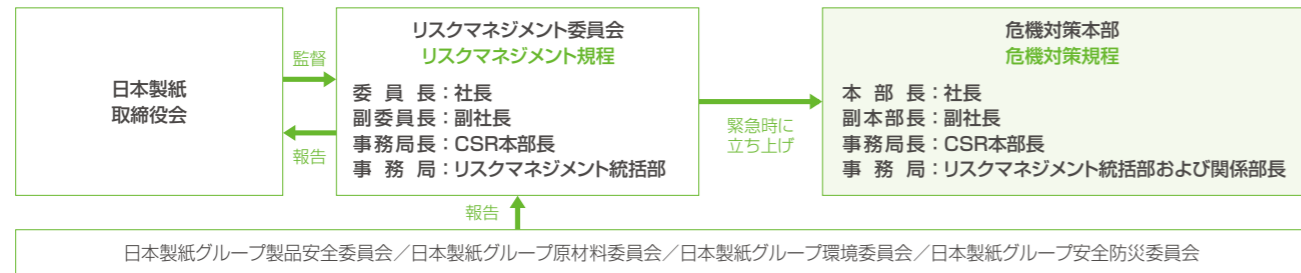 日本製紙
取締役会
監督
報告
リスクマネジメント委員会
リスクマネジメント規程
委員長：社長
副委員長：副社長
事務局長：CSR本部長
事務局：リスクマネジメント統括部
緊急時に
立ち上げ
危機対策本部
危機対策規程
本部長：社長
副本部長：副社長
事務局長：CSR本部長
事務局：リスクマネジメント統括部および関係部長
報告
日本製紙グループ製品安全委員会／日本製紙グループ原材料委員会／日本製紙グループ環境委員会／日本製紙グループ安全防災委員会